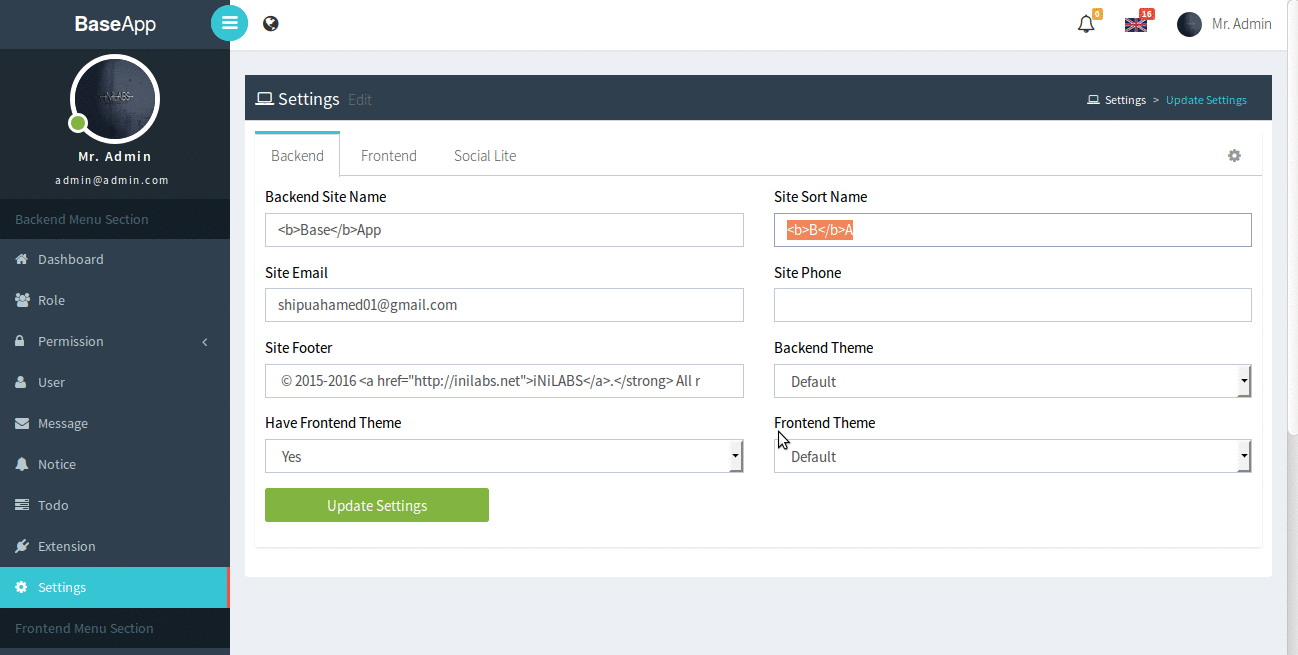 BaseApp
0
16
Mr. Admin
iNiLABS
Mr. Admin
admin@admin.com
Backend Menu Section
Dashboard
Role
Permission
User
Message
Notice
Todo
Extension
Settings
Frontend Menu Section
Settings Edit
Settings > Update Settings
Backend Frontend Social Lite
Backend Site Name
<b>Base</b>App
Site Sort Name
<b>B</b>A
Site Email
shipuahamed01@gmail.com
Site Phone
Site Footer
© 2015-2016 <a href="http://inilabs.net">iNiLABS</a>.</strong> All r
Backend Theme
Default
Have Frontend Theme
Yes
Frontend Theme
Default
Update Settings